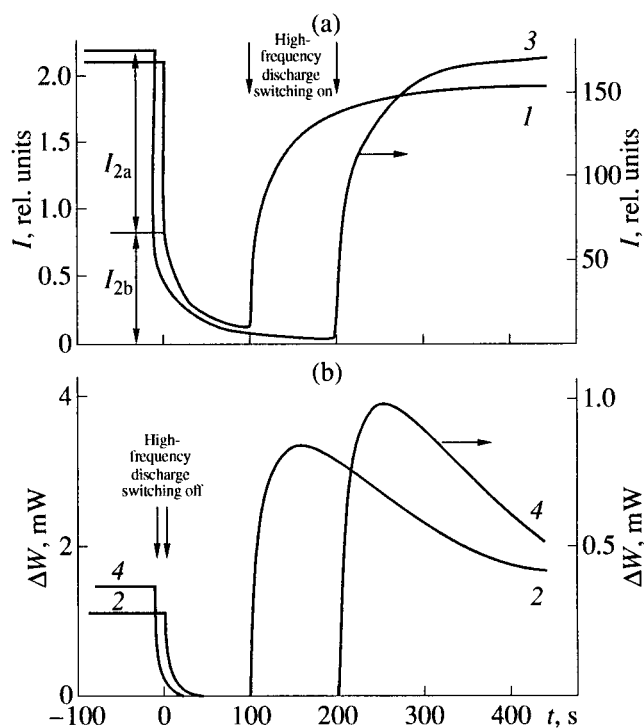 (a)
High-
frequency
discharge
switching on
3
1
2.0
1.5
1.0
0.5
0
I, rel. units
I2a
I2b
150
100
50
I, rel. units
(b)
4
2
0
ΔW, mW
High-
frequency
discharge
switching off
4
2
4
2
1.0
0.5
ΔW, mW
−100 0 100 200 300 400 t, s